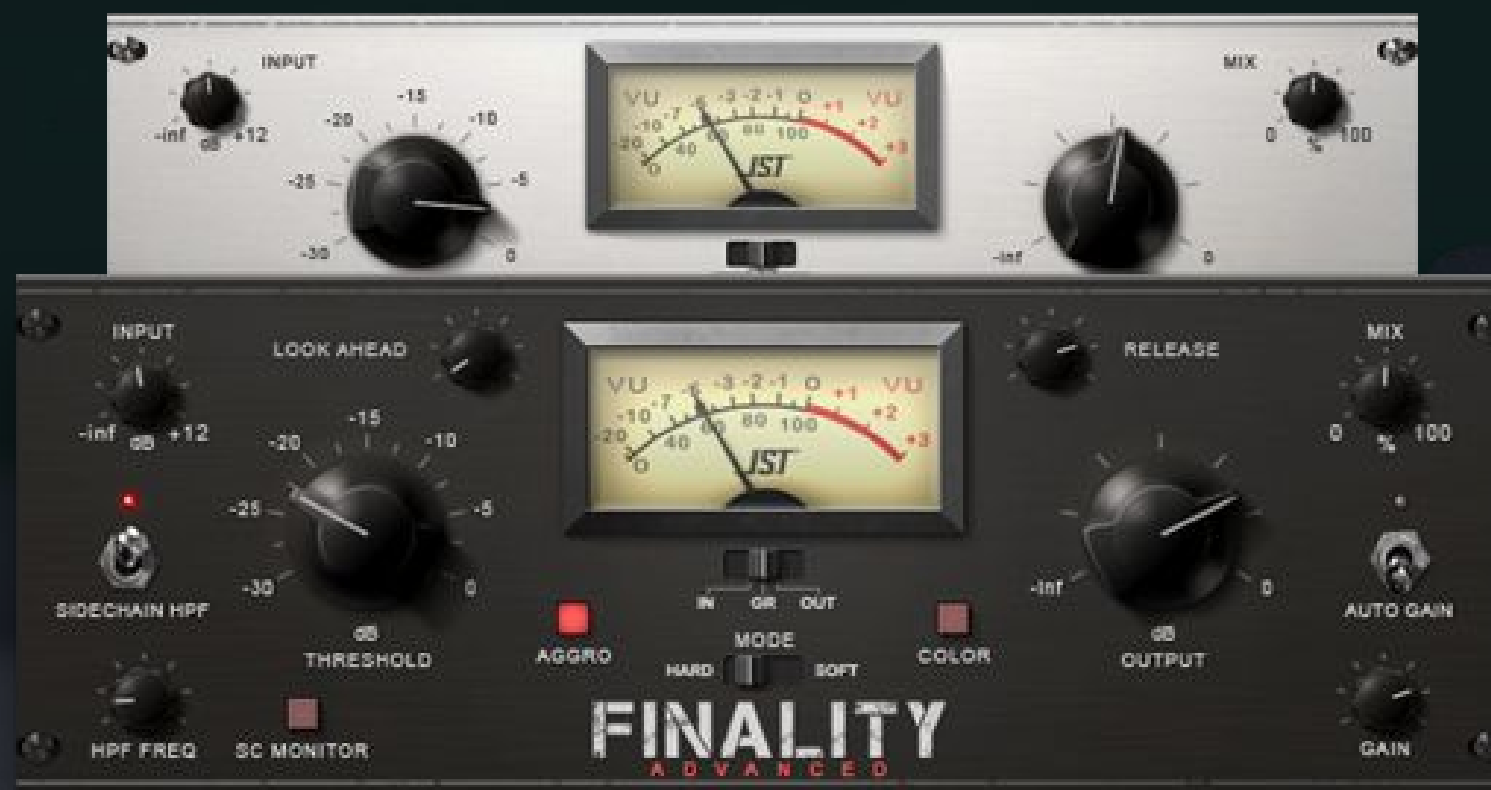 INPUT
-inf dB +12
-30 -25 -20 -15 -10 -5 0
VU VU
-20 -10 -7 -5 -3 -2 -1 0 +1 +2 +3
0 40 60 80 100
JST
-inf 0
MIX
0 % 100
INPUT
-inf dB +12
LOOK AHEAD
-30 -25 -20 -15 -10 -5 0
dB
THRESHOLD
SIDECHAIN HPF
HPF FREQ
SC MONITOR
VU VU
-20 -10 -7 -5 -3 -2 -1 0 +1 +2 +3
0 40 60 80 100
JST
IN GR OUT
AGGRO
MODE
HARD SOFT
COLOR
FINALITY
ADVANCED
RELEASE
-inf 0
dB
OUTPUT
MIX
0 % 100
AUTO GAIN
GAIN